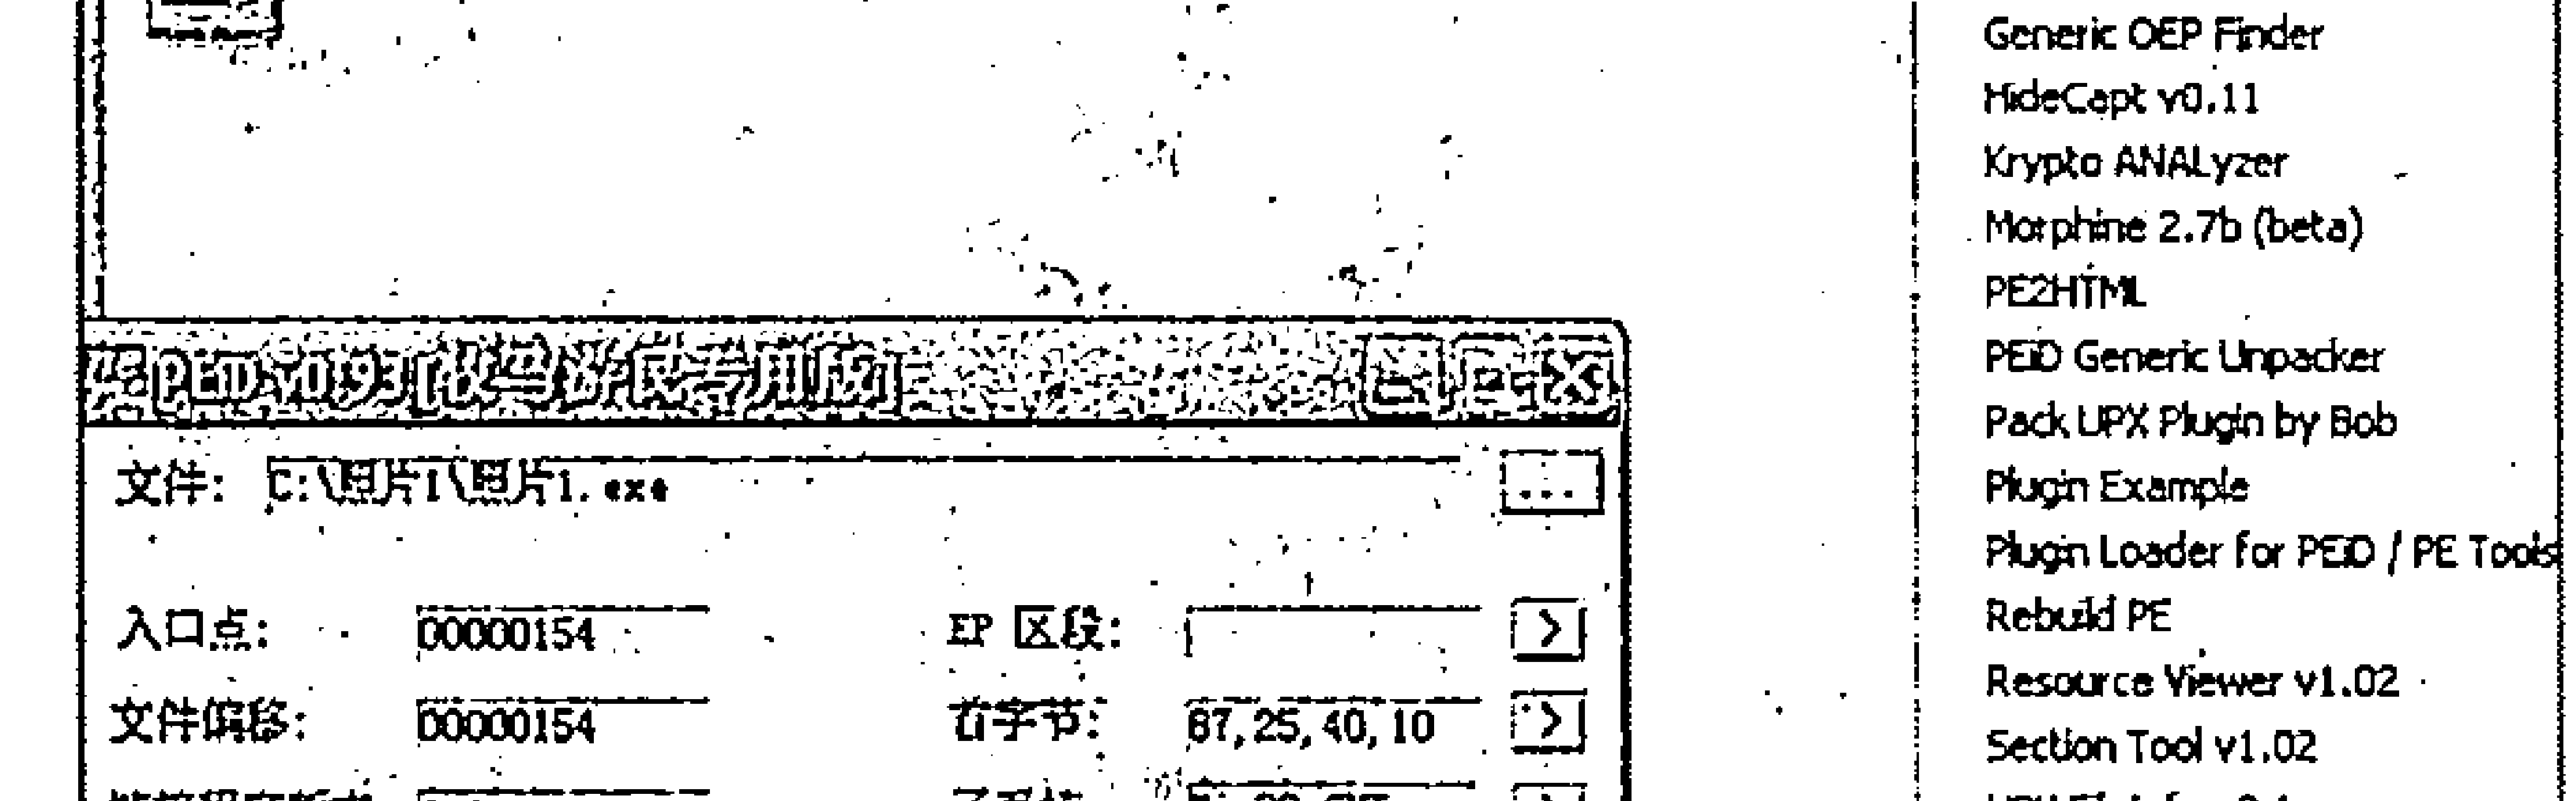 Generic OEP Finder
HideCapt v0.11
Krypto ANALyzer
Morphine 2.7b (beta)
PE2HTML
PEiD Generic Unpacker
Pack UPX Plugin by Bob
Plugin Example
Plugin Loader for PEiD / PE Tools
Rebuild PE
Resource Viewer v1.02
Section Tool v1.02
PEiD v0.93
文件: C:\照片1\照片1.exe
入口点: 00000154 EP 区段: >
文件偏移: 00000154 首字节: 87,25,40,10 >